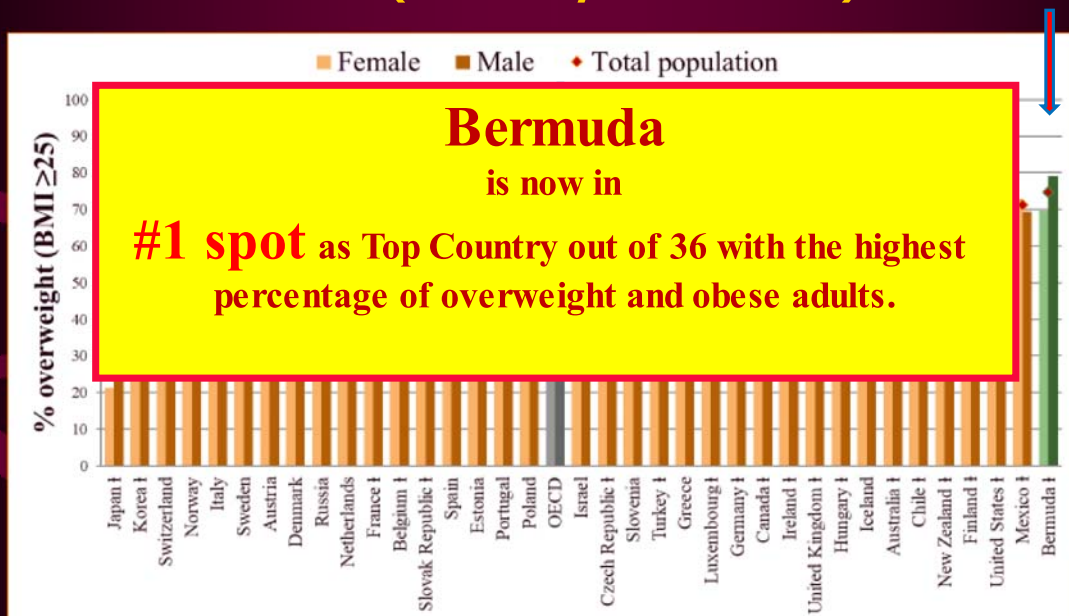 Female Male Total population
Bermuda
is now in
#1 spot as Top Country out of 36 with the highest
percentage of overweight and obese adults.
% overweight (BMI ≥25)
100
90
80
70
60
50
40
30
20
10
0
Japan ƚ
Korea ƚ
Switzerland
Norway
Italy
Sweden
Austria
Denmark
Russia
Netherlands
France ƚ
Belgium ƚ
Slovak Republic ƚ
Spain
Estonia
Portugal
Poland
OECD
Israel
Czech Republic ƚ
Slovenia
Turkey ƚ
Greece
Luxembourg ƚ
Gemany ƚ
Canada ƚ
Ireland ƚ
United Kingdom ƚ
Hungary ƚ
Iceland
Australia ƚ
Chile ƚ
New Zealand ƚ
Finland ƚ
United States ƚ
Mexico ƚ
Bermuda ƚ